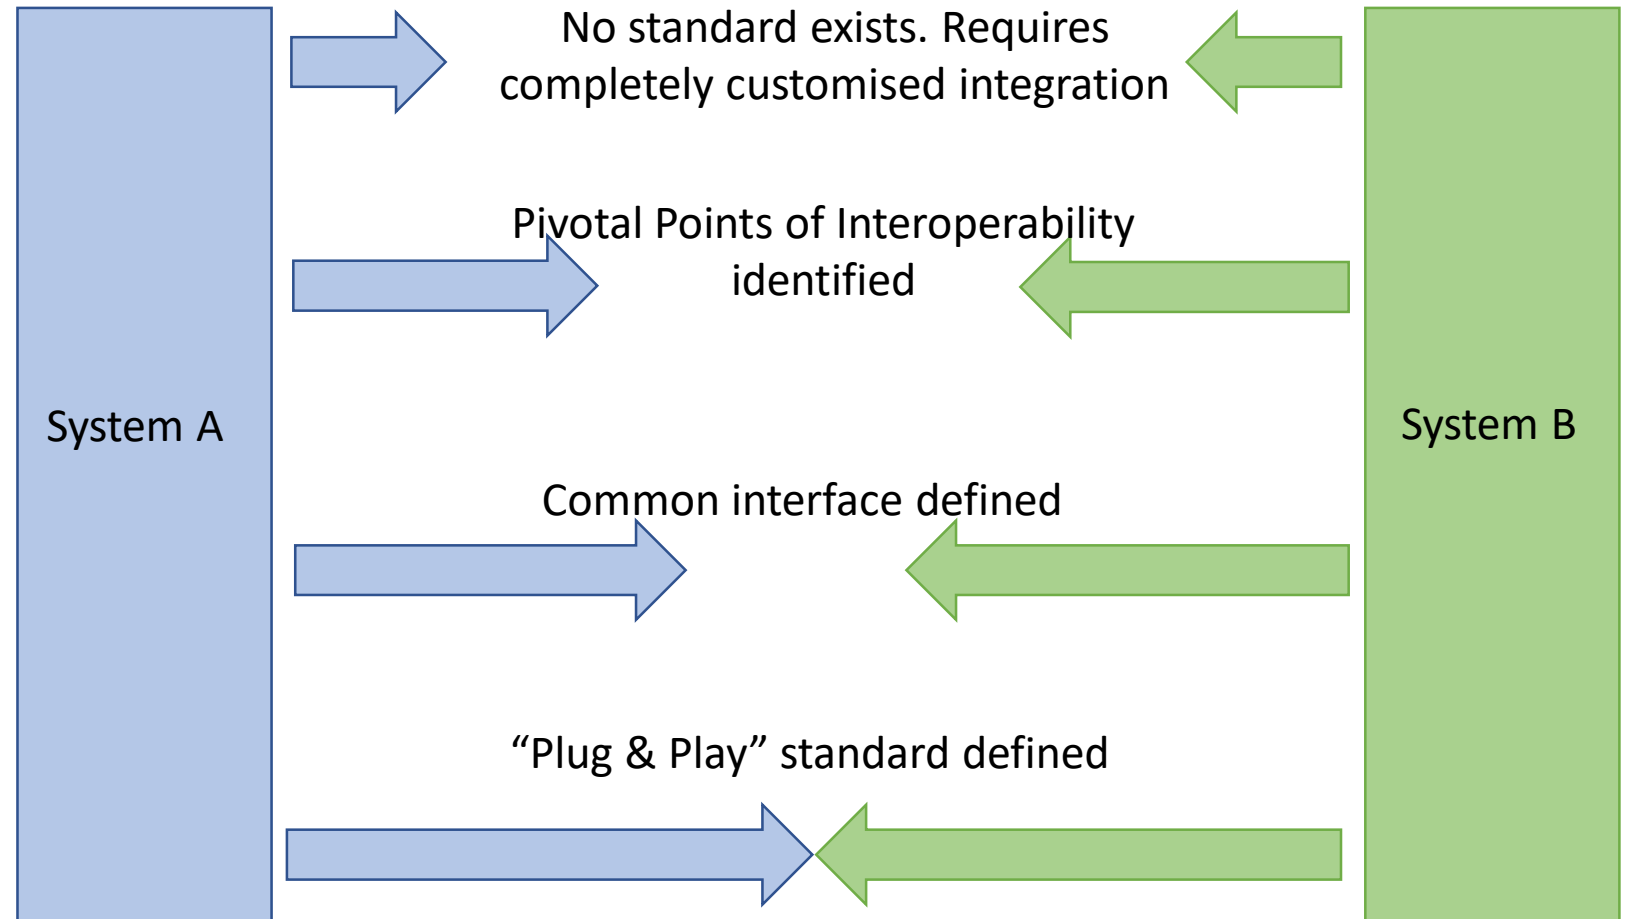 No standard exists. Requires
completely customised integration
Pivotal Points of Interoperability
identified
System A
System B
Common interface defined
“Plug & Play” standard defined